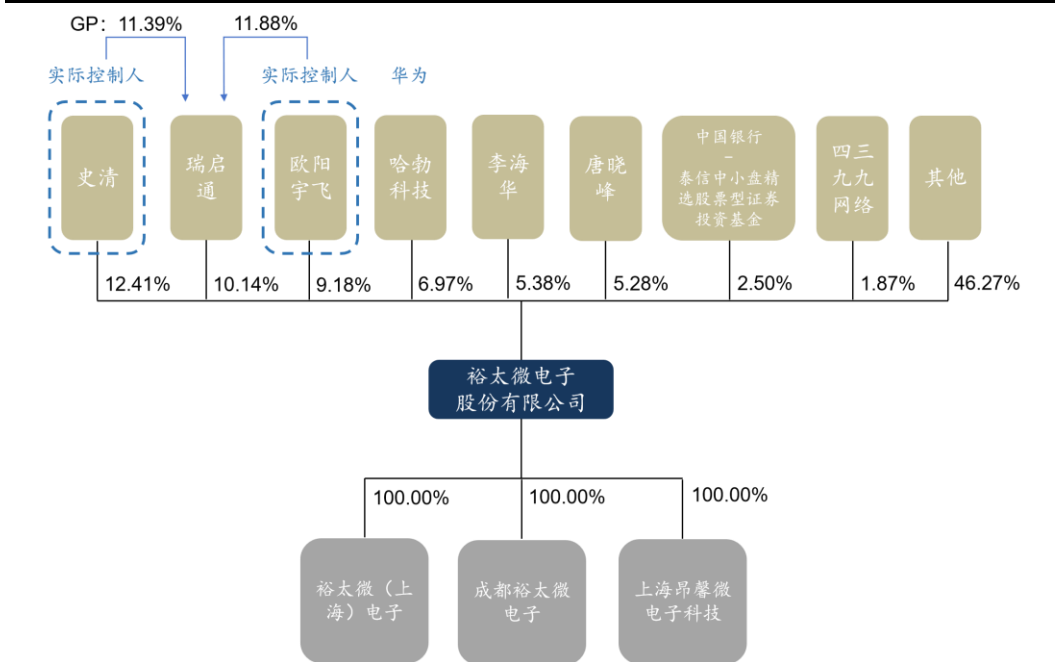 GP：11.39%
11.88%
实际控制人
实际控制人
华为
史清
瑞启
通
欧阳
宇飞
哈勃
科技
李海
华
唐晓
峰
中国银行
–
泰信中小盘精
选股票型证券
投资基金
四三
九九
网络
其他
12.41%
10.14%
9.18%
6.97%
5.38%
5.28%
2.50%
1.87%
46.27%
裕太微电子
股份有限公司
100.00%
100.00%
100.00%
裕太微（上
海）电子
成都裕太微
电子
上海昂馨微
电子科技